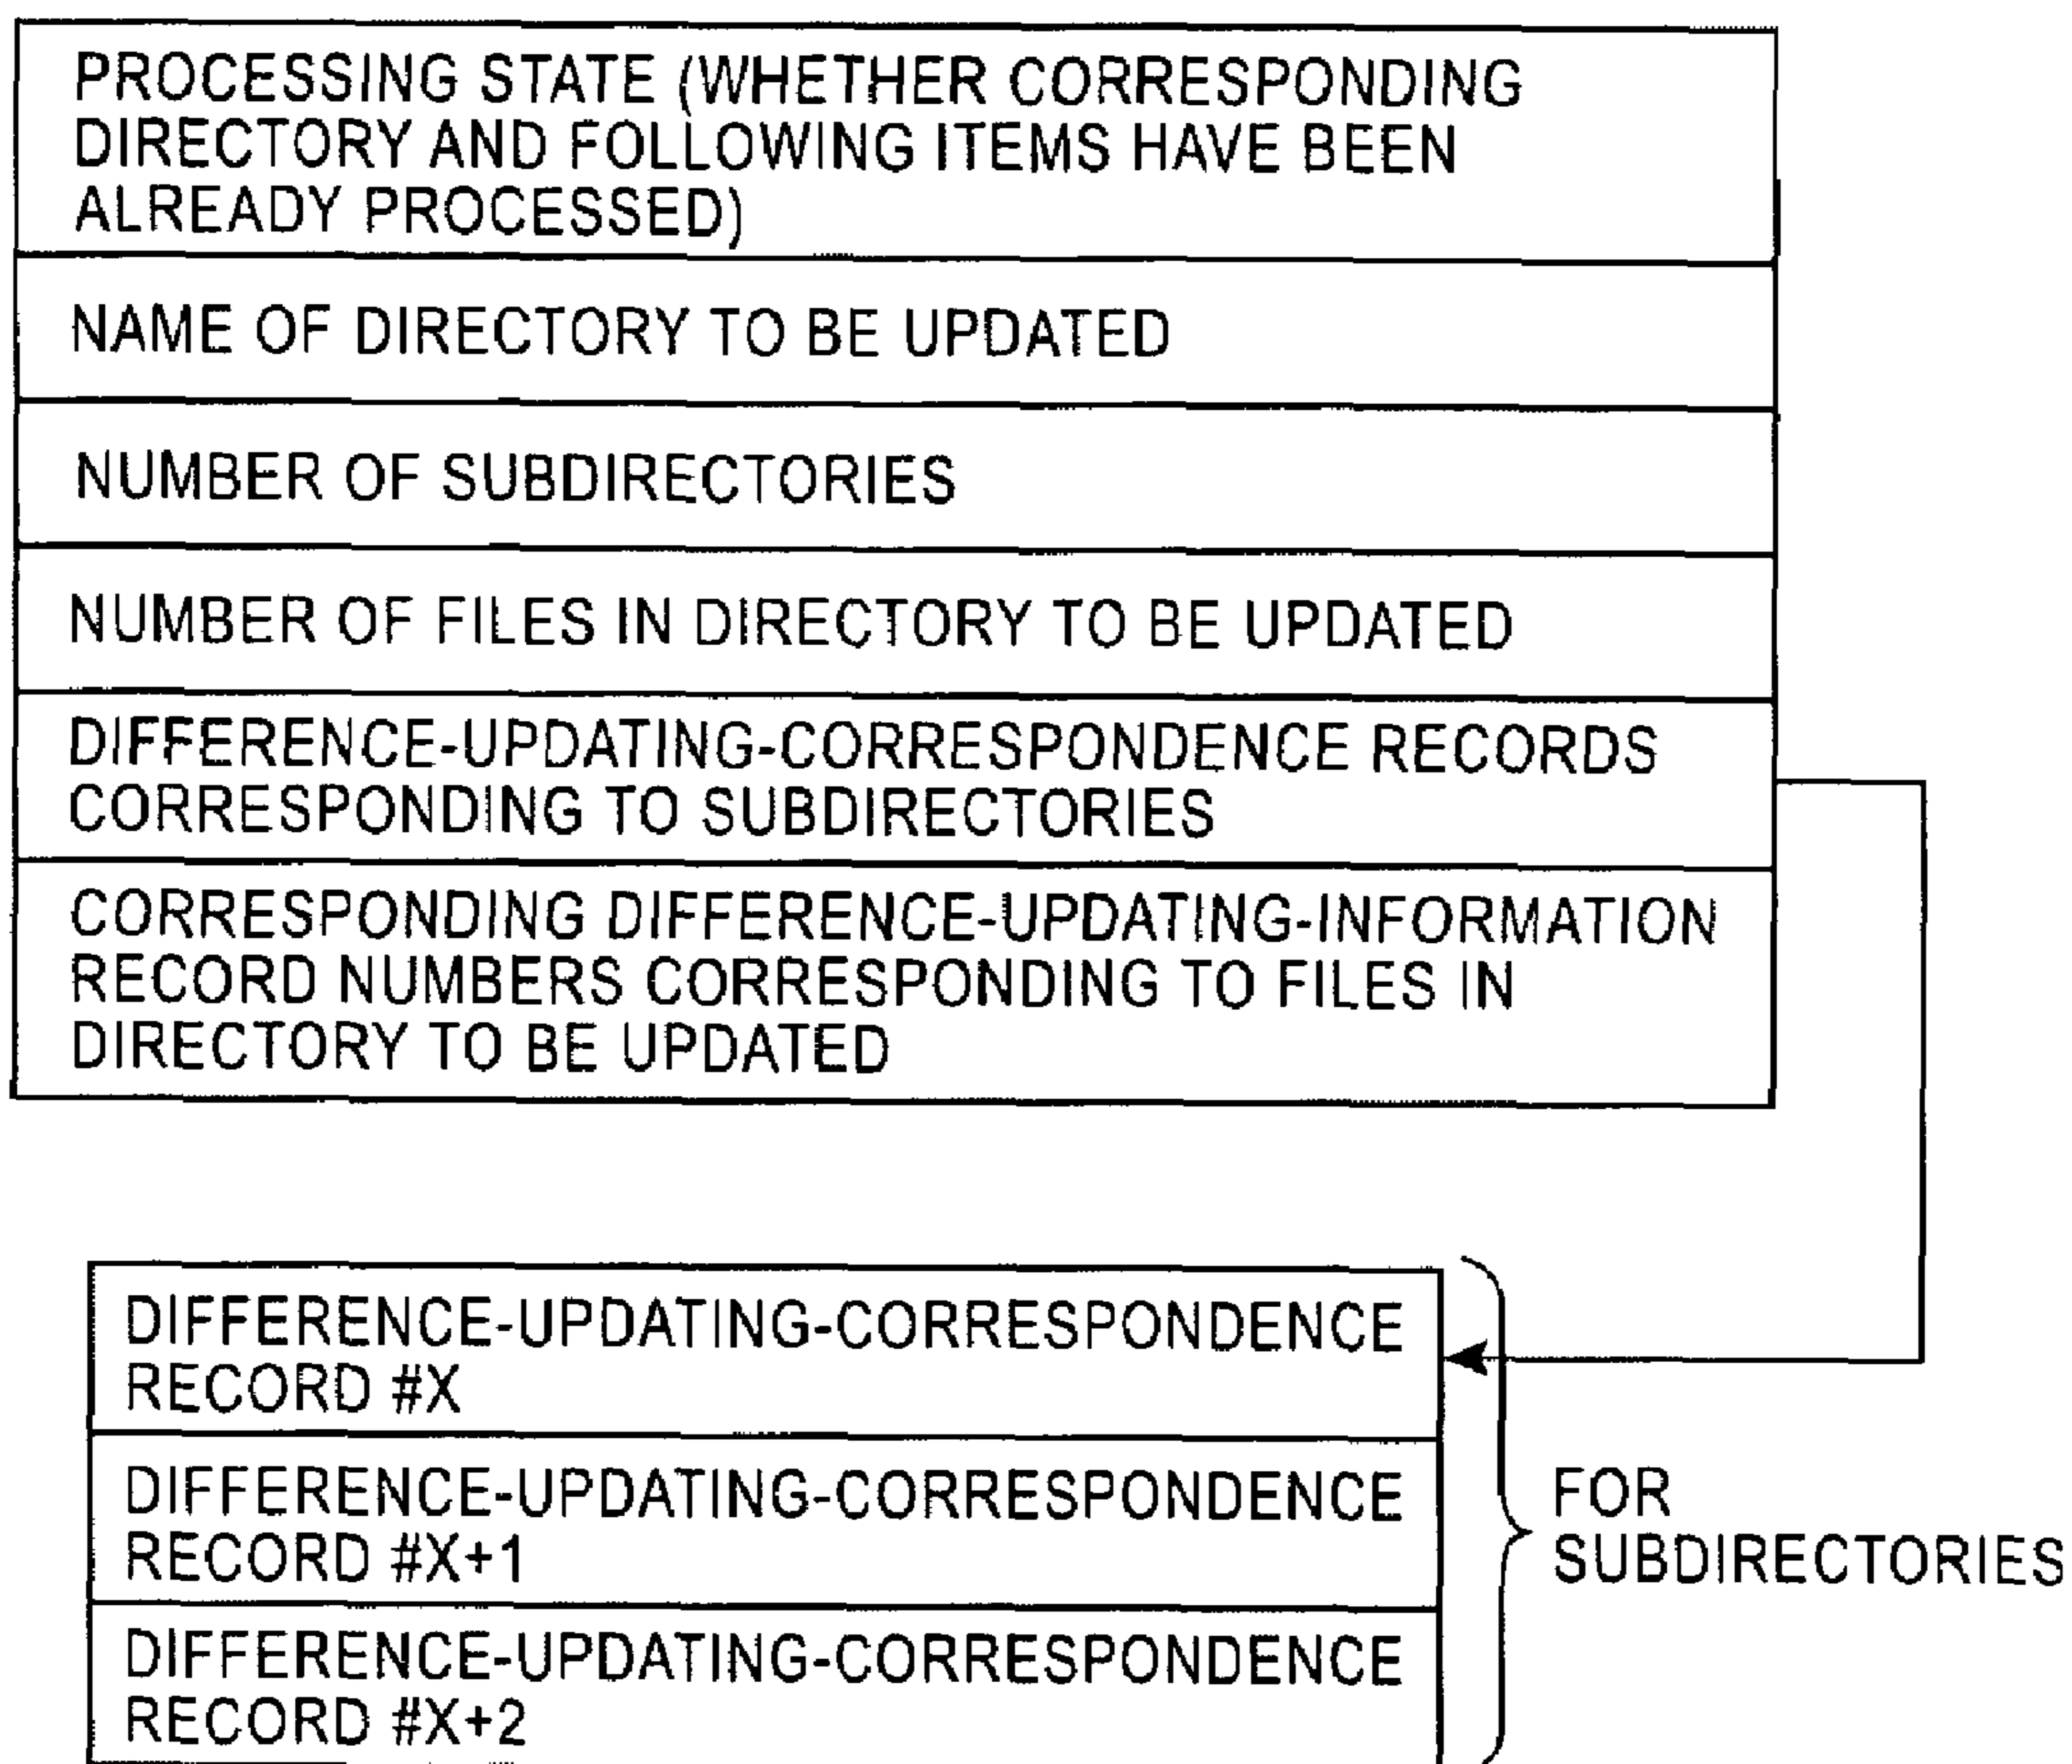 PROCESSING STATE (WHETHER CORRESPONDING
DIRECTORY AND FOLLOWING ITEMS HAVE BEEN
ALREADY PROCESSED)
NAME OF DIRECTORY TO BE UPDATED
NUMBER OF SUBDIRECTORIES
NUMBER OF FILES IN DIRECTORY TO BE UPDATED
DIFFERENCE-UPDATING-CORRESPONDENCE RECORDS
CORRESPONDING TO SUBDIRECTORIES
CORRESPONDING DIFFERENCE-UPDATING-INFORMATION
RECORD NUMBERS CORRESPONDING TO FILES IN
DIRECTORY TO BE UPDATED
DIFFERENCE-UPDATING-CORRESPONDENCE
RECORD #X
DIFFERENCE-UPDATING-CORRESPONDENCE
RECORD #X+1
DIFFERENCE-UPDATING-CORRESPONDENCE
RECORD #X+2
FOR
SUBDIRECTORIES